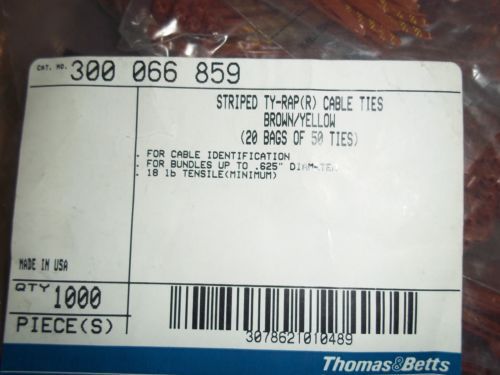 CAT. NO. 300 066 859
STRIPED TY-RAP(R) CABLE TIES
BROWN/YELLOW
(20 BAGS OF 50 TIES)
. FOR CABLE IDENTIFICATION
. FOR BUNDLES UP TO .625"
. 18 lb TENSILE(MINIMUM)
MADE IN USA
QTY 1000
PIECE(S)
3078621010489
Thomas&Betts